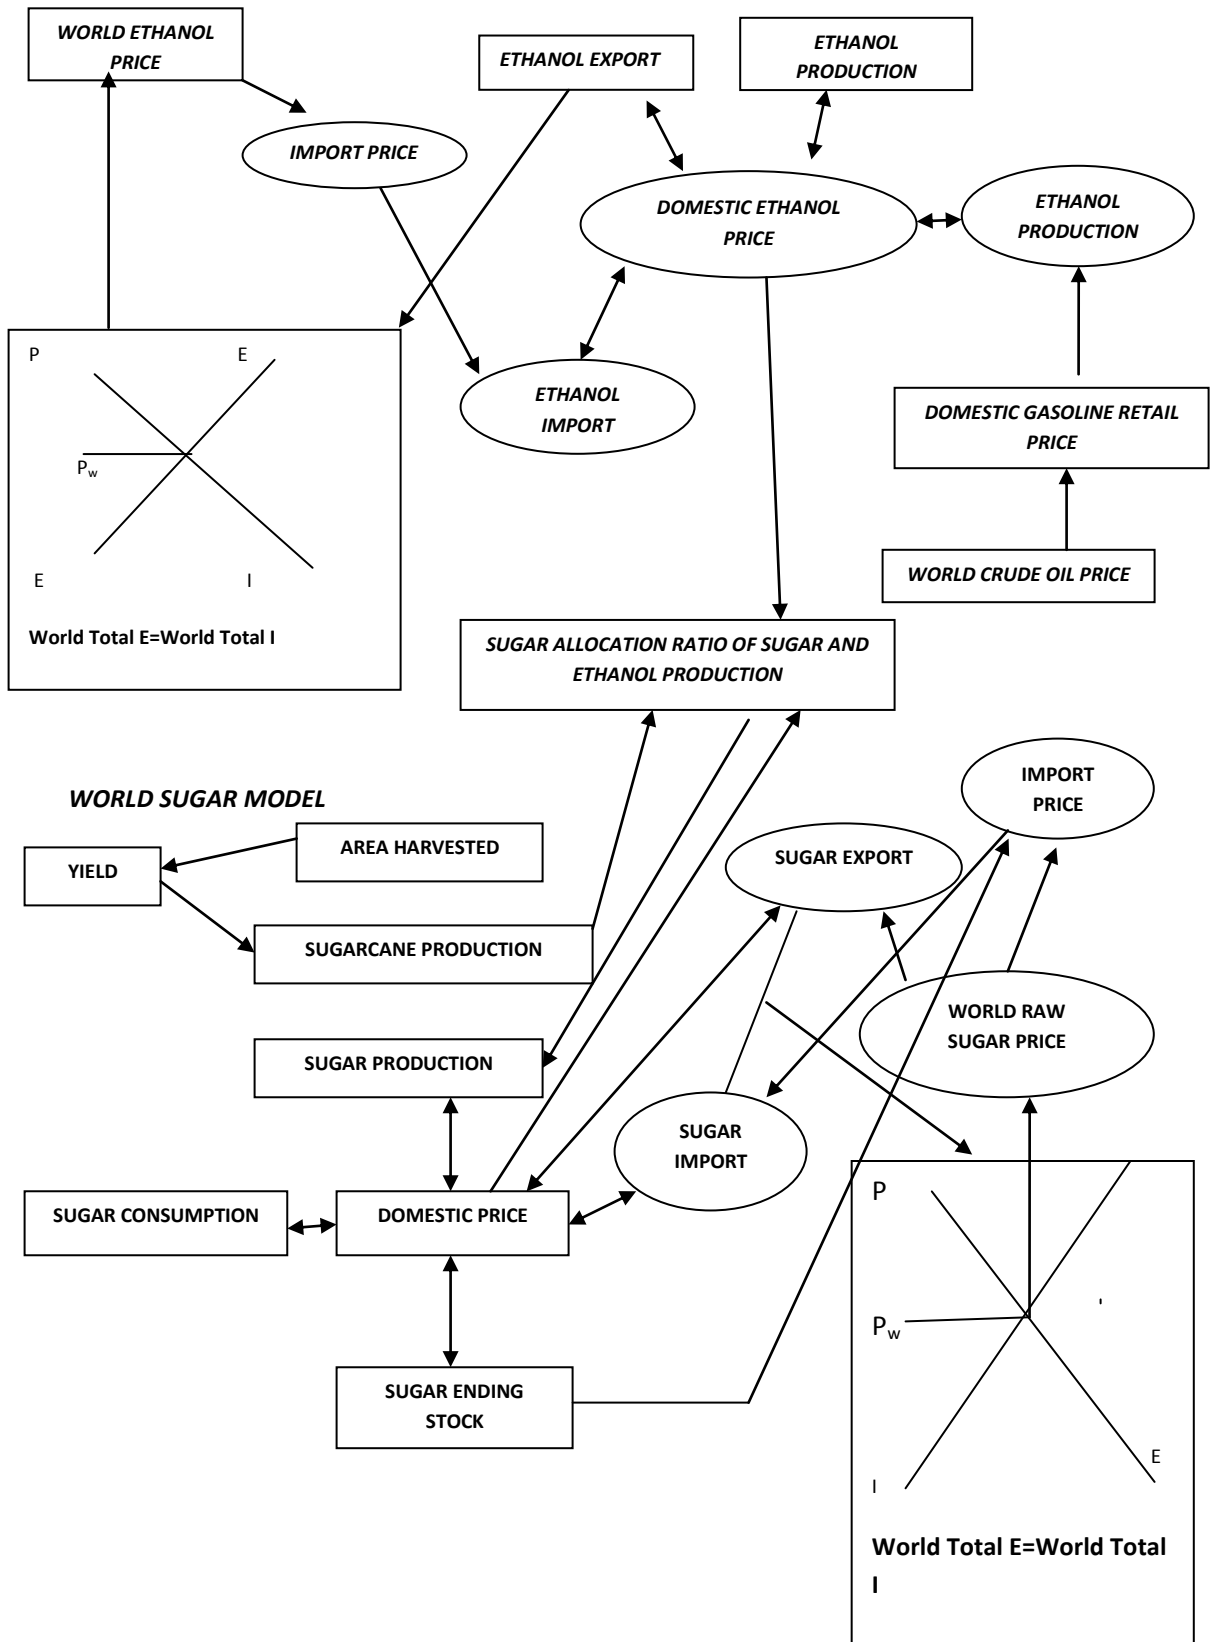 WORLD ETHANOL
PRICE
ETHANOL EXPORT
ETHANOL
PRODUCTION
IMPORT PRICE
DOMESTIC ETHANOL
PRICE
ETHANOL
PRODUCTION
P
E
P_w
E
I
World Total E=World Total I
ETHANOL
IMPORT
DOMESTIC GASOLINE RETAIL
PRICE
WORLD CRUDE OIL PRICE
SUGAR ALLOCATION RATIO OF SUGAR AND
ETHANOL PRODUCTION
WORLD SUGAR MODEL
IMPORT
PRICE
AREA HARVESTED
YIELD
SUGAR EXPORT
SUGARCANE PRODUCTION
WORLD RAW
SUGAR PRICE
SUGAR PRODUCTION
SUGAR
IMPORT
SUGAR CONSUMPTION
DOMESTIC PRICE
SUGAR ENDING
STOCK
P
P_w
E
I
World Total E=World Total
I